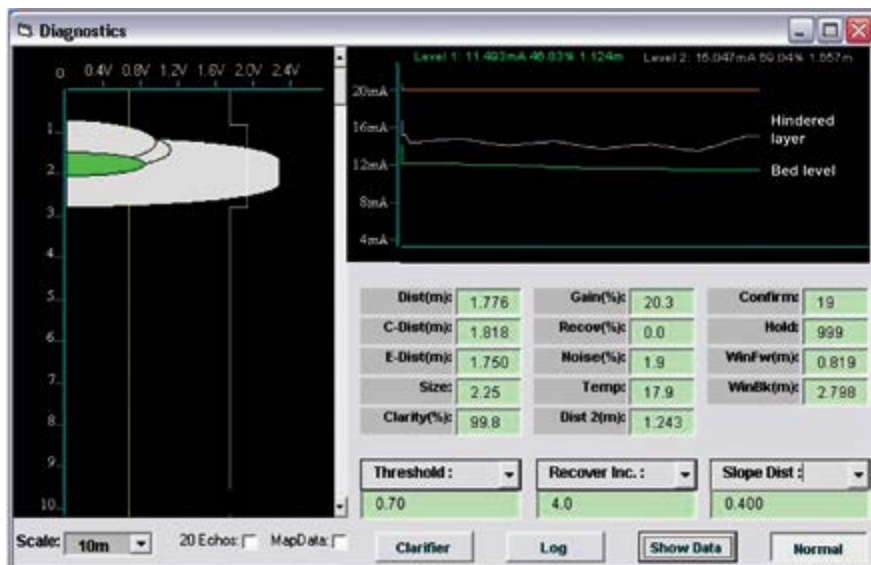 Diagnostics
0 0.4V 0.8V 1.2V 1.6V 2.0V 2.4V
1
2
3
4
5
6
7
8
9
10
Level 1: 11.493mA 46.83% 1.124m Level 2: 15.047mA 69.04% 1.657m
20mA
16mA
12mA
8mA
4mA
Hindered
layer
Bed level
Dist(m): 1.776 Gain(%): 20.3 Confirm: 19
C-Dist(m): 1.818 Recov(%): 0.0 Hold: 999
E-Dist(m): 1.750 Noise(%): 1.9 WinFw(m): 0.819
Size: 2.25 Temp: 17.9 WinBk(m): 2.798
Clarity(%): 99.8 Dist 2(m): 1.243
Threshold : Recover Inc. : Slope Dist :
0.70 4.0 0.400
Scale: 10m 20 Echos: MapData: Clarifier Log Show Data Normal